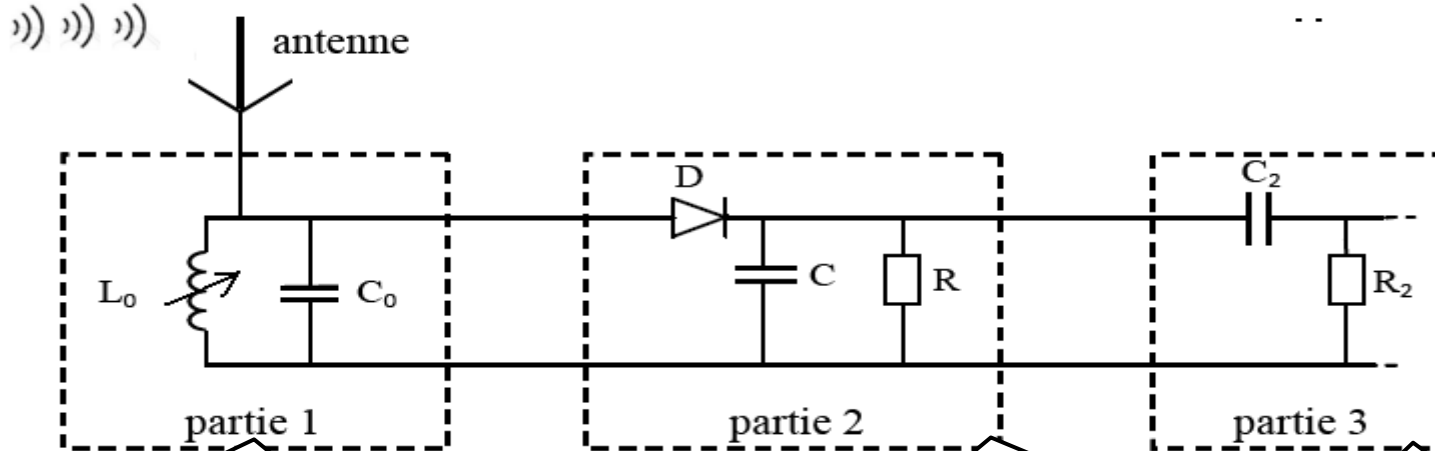 antenne
D
C₂
L₀
C₀
C
R
R₂
partie 1
partie 2
partie 3